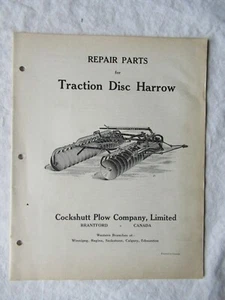 REPAIR PARTS
for
Traction Disc Harrow
Cockshutt Plow Company, Limited
BRANTFORD - CANADA
Western Branches at—
Winnipeg, Regina, Saskatoon, Calgary, Edmonton